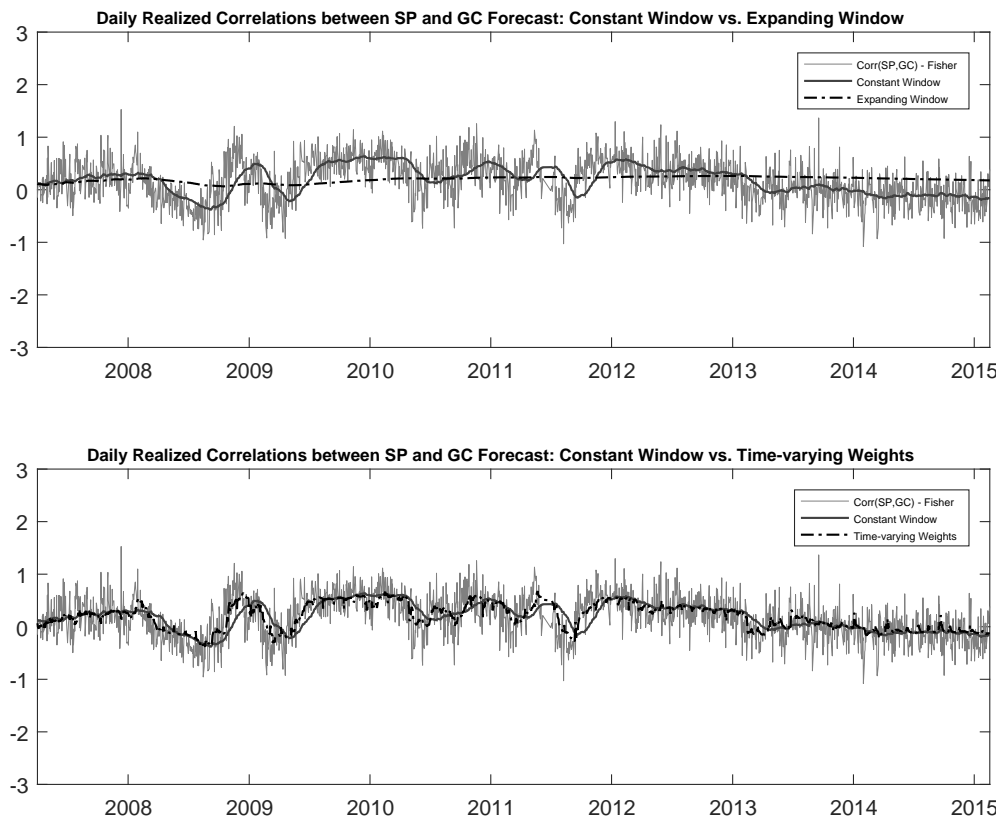 Daily Realized Correlations between SP and GC Forecast: Constant Window vs. Expanding Window
3
2
1
0
-1
-2
-3
Corr(SP,GC) - Fisher
Constant Window
Expanding Window
2008 2009 2010 2011 2012 2013 2014 2015
Daily Realized Correlations between SP and GC Forecast: Constant Window vs. Time-varying Weights
3
2
1
0
-1
-2
-3
Corr(SP,GC) - Fisher
Constant Window
Time-varying Weights
2008 2009 2010 2011 2012 2013 2014 2015